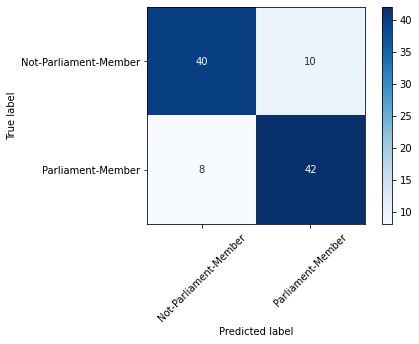 Not-Parliament-Member
40
10
Parliament-Member
8
42
True label
Not-Parliament-Member
Parliament-Member
Predicted label
40
35
30
25
20
15
10